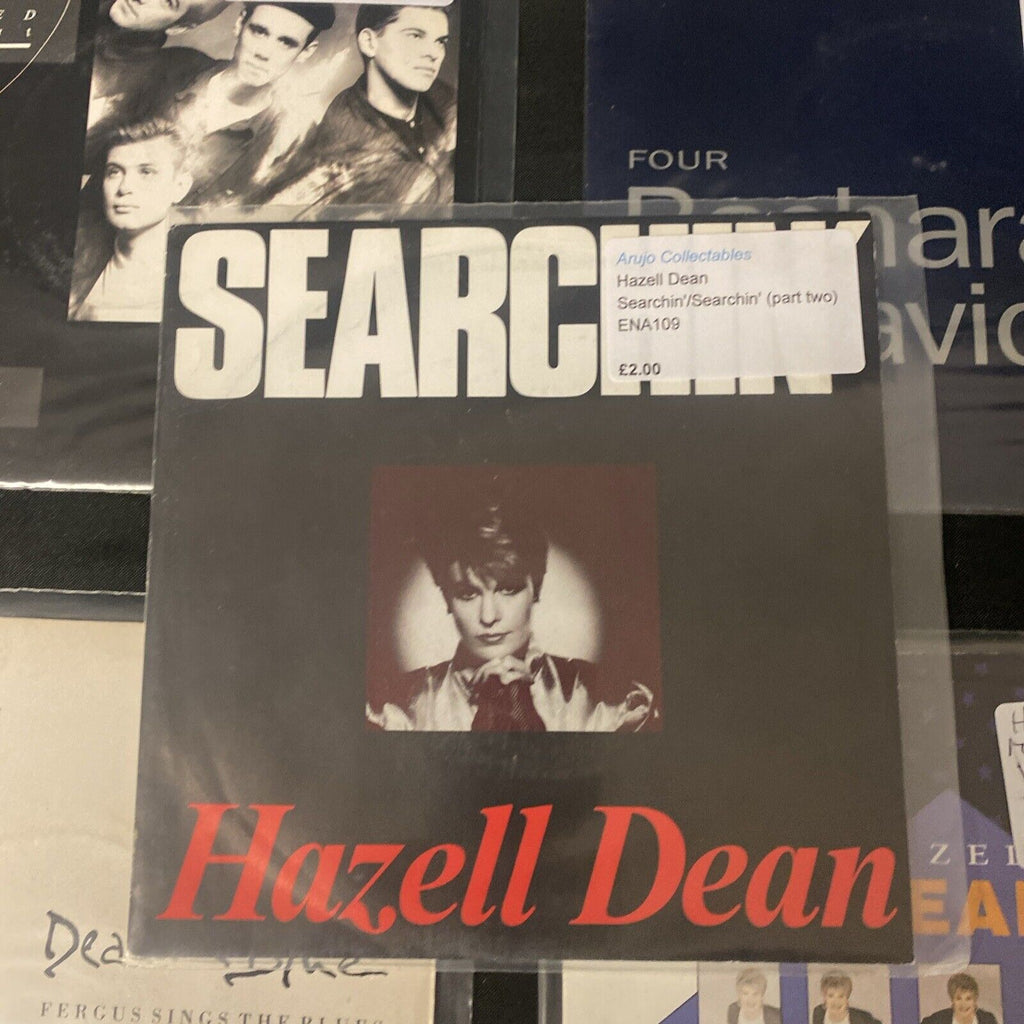 FOUR
SEARCHIN'
Arujo Collectables
Hazell Dean
Searchin'/Searchin' (part two)
ENA109
£2.00
Hazell Dean
FERGUS SINGS THE BLUES